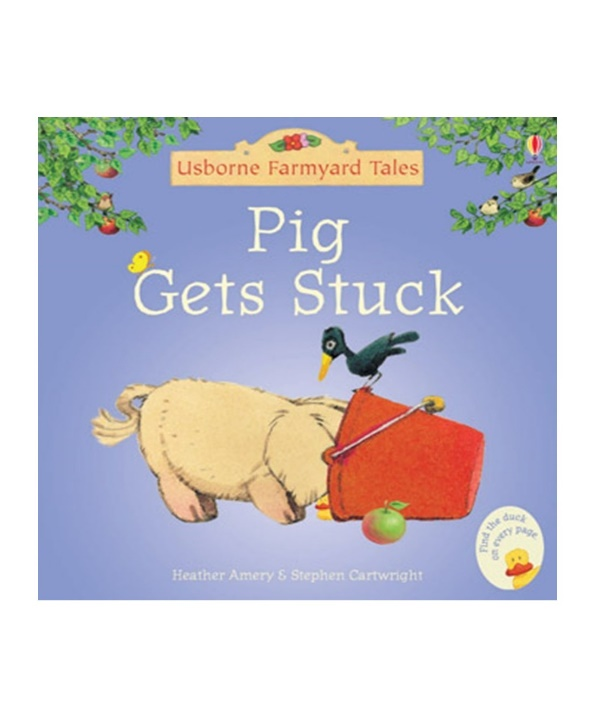 Usborne Farmyard Tales
Pig
Gets Stuck
Find the duck
on every page.
Heather Amery & Stephen Cartwright